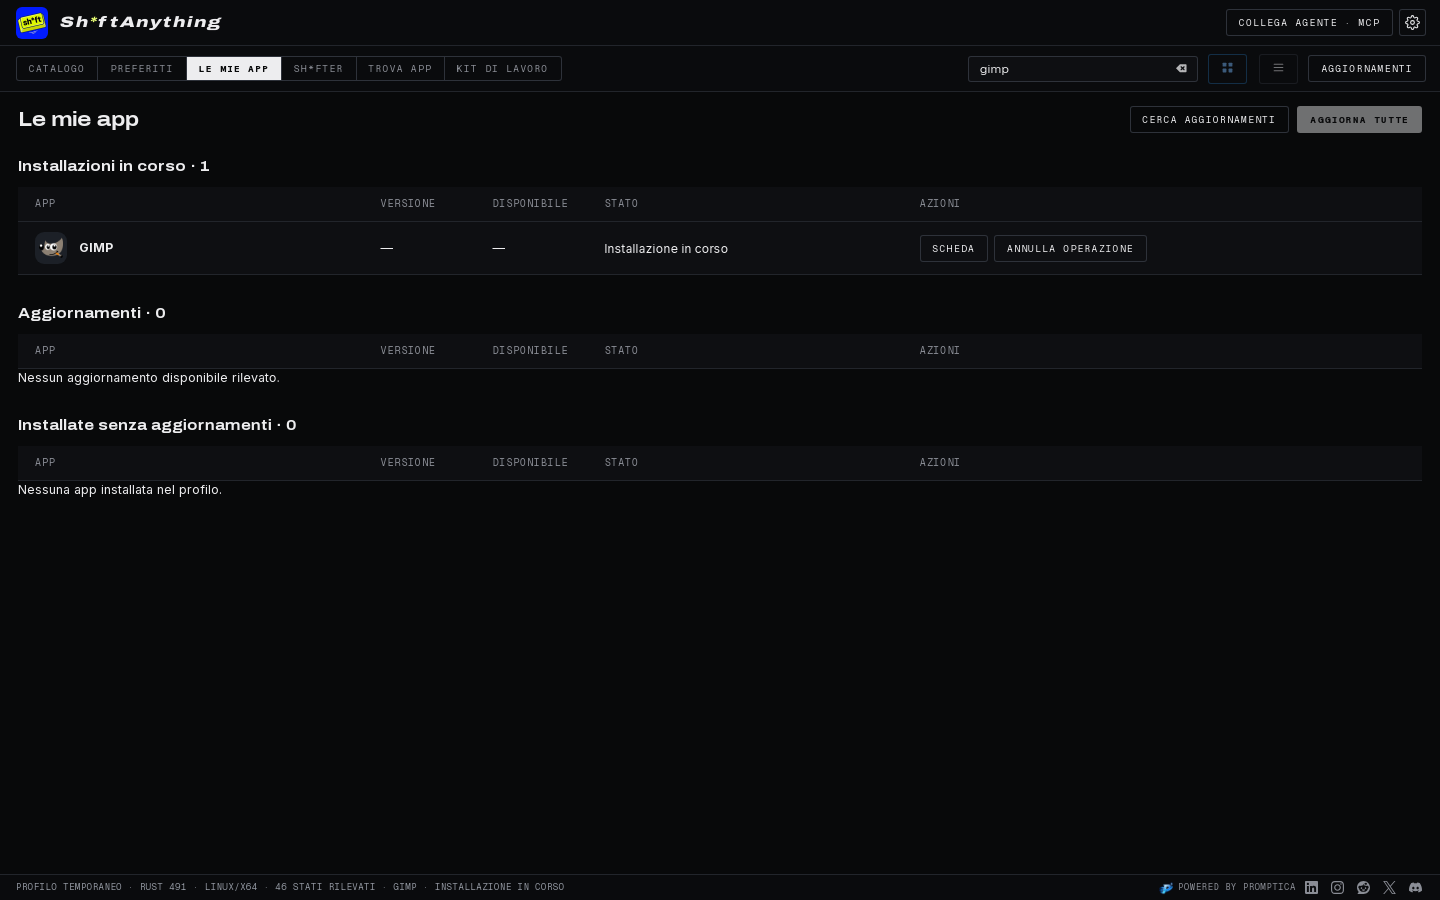 sh*ft
Sh*ftAnything
COLLEGA AGENTE · MCP
CATALOGO
PREFERITI
LE MIE APP
SH*FTER
TROVA APP
KIT DI LAVORO
gimp
AGGIORNAMENTI
Le mie app
CERCA AGGIORNAMENTI
AGGIORNA TUTTE
Installazioni in corso · 1
APP VERSIONE DISPONIBILE STATO AZIONI
GIMP — — Installazione in corso SCHEDA ANNULLA OPERAZIONE
Aggiornamenti · 0
APP VERSIONE DISPONIBILE STATO AZIONI
Nessun aggiornamento disponibile rilevato.
Installate senza aggiornamenti · 0
APP VERSIONE DISPONIBILE STATO AZIONI
Nessuna app installata nel profilo.
PROFILO TEMPORANEO · RUST 491 · LINUX/X64 · 46 STATI RILEVATI · GIMP · INSTALLAZIONE IN CORSO
POWERED BY PROMPTICA